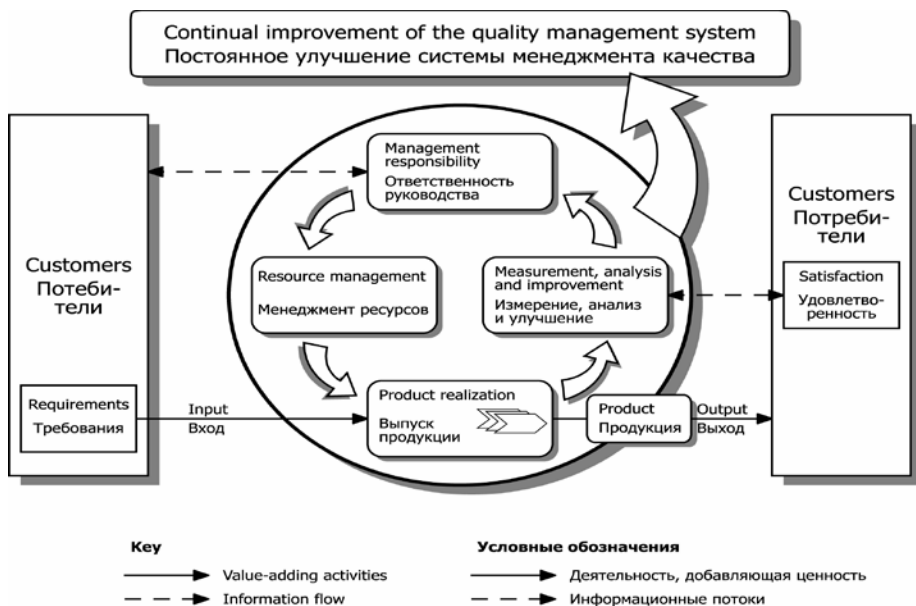 Continual improvement of the quality management system
Постоянное улучшение системы менеджмента качества
Customers
Потеби-
тели
Requirements
Требования
Input
Вход
Management
responsibility
Ответственность
руководства
Resource management
Менеджмент ресурсов
Measurement, analysis
and improvement
Измерение, анализ
и улучшение
Product realization
Выпуск
продукции
Product
Продукция
Output
Выход
Customers
Потреби-
тели
Satisfaction
Удовлетво-
ренность
Key
Value-adding activities
Information flow
Условные обозначения
Деятельность, добавляющая ценность
Информационные потоки